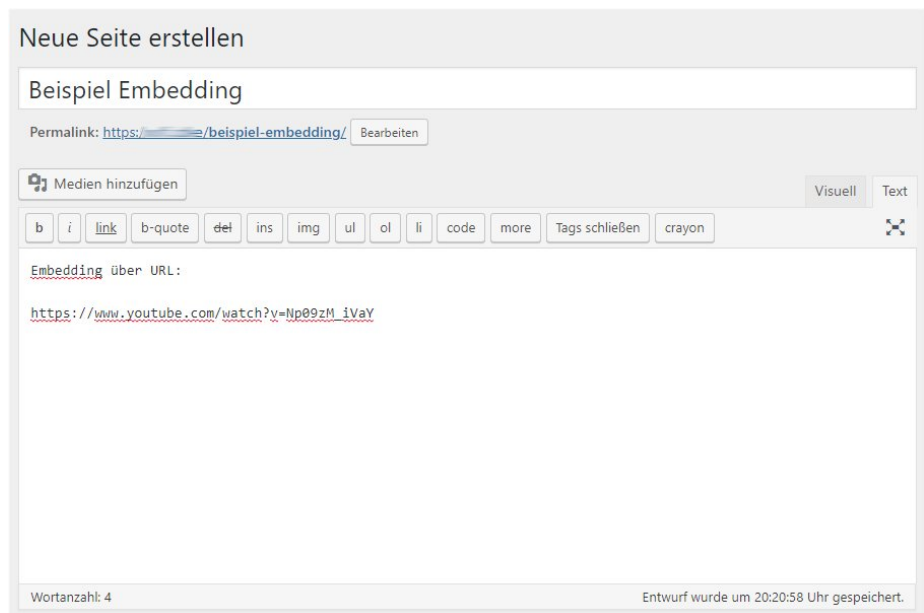 Neue Seite erstellen
Beispiel Embedding
Permalink: https:/ /beispiel-embedding/ Bearbeiten
Medien hinzufügen
Visuell Text
b i link b-quote del ins img ul ol li code more Tags schließen crayon
Embedding über URL:
https://www.youtube.com/watch?v=Np09zM_iVaY
Wortanzahl: 4 Entwurf wurde um 20:20:58 Uhr gespeichert.